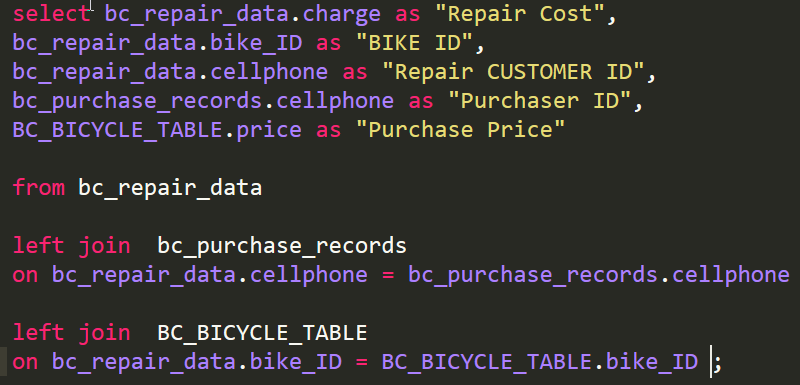 select bc_repair_data.charge as "Repair Cost",
bc_repair_data.bike_ID as "BIKE ID",
bc_repair_data.cellphone as "Repair CUSTOMER ID",
bc_purchase_records.cellphone as "Purchaser ID",
BC_BICYCLE_TABLE.price as "Purchase Price"
from bc_repair_data
left join  bc_purchase_records
on bc_repair_data.cellphone = bc_purchase_records.cellphone
left join  BC_BICYCLE_TABLE
on bc_repair_data.bike_ID = BC_BICYCLE_TABLE.bike_ID ;